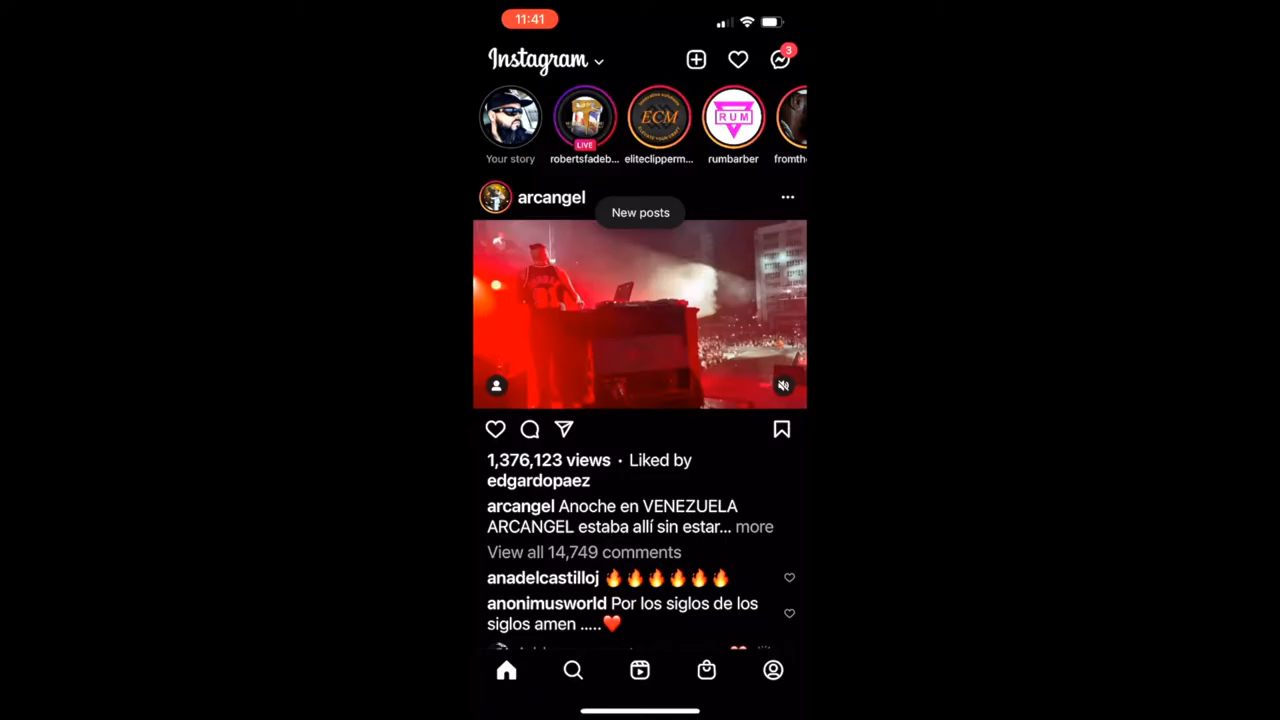 11:41
Instagram
3
ECM
RUM
LIVE
Your story
robertsfadeb...
eliteclipperm...
rumbarber
fromthe
arcangel
New posts
1,376,123 views · Liked by
edgardopaez
arcangel Anoche en VENEZUELA
ARCANGEL estaba allí sin estar... more
View all 14,749 comments
anadelcastilloj 🔥🔥🔥🔥🔥🔥
anonimusworld Por los siglos de los
siglos amen .....❤️